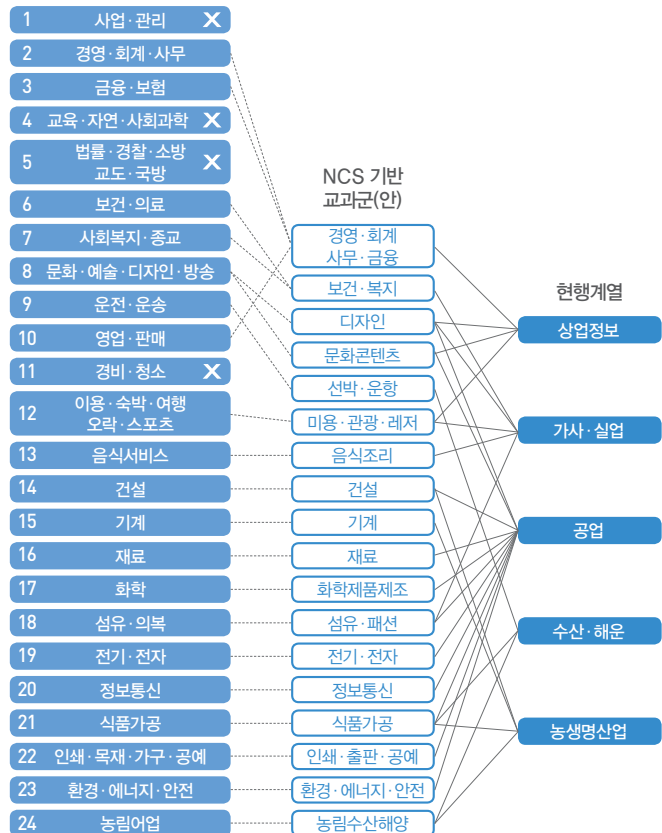 1 사업·관리 X
2 경영·회계·사무
3 금융·보험
4 교육·자연·사회과학 X
5 법률·경찰·소방
교도·국방 X
6 보건·의료
7 사회복지·종교
8 문화·예술·디자인·방송
9 운전·운송
10 영업·판매
11 경비·청소 X
12 이용·숙박·여행
오락·스포츠
13 음식서비스
14 건설
15 기계
16 재료
17 화학
18 섬유·의복
19 전기·전자
20 정보통신
21 식품가공
22 인쇄·목재·가구·공예
23 환경·에너지·안전
24 농림어업
NCS 기반
교과군(안)
경영·회계
사무·금융
보건·복지
디자인
문화콘텐츠
선박·운항
미용·관광·레저
음식조리
건설
기계
재료
화학제품제조
섬유·패션
전기·전자
정보통신
식품가공
인쇄·출판·공예
환경·에너지·안전
농림수산해양
현행계열
상업정보
가사·실업
공업
수산·해운
농생명산업